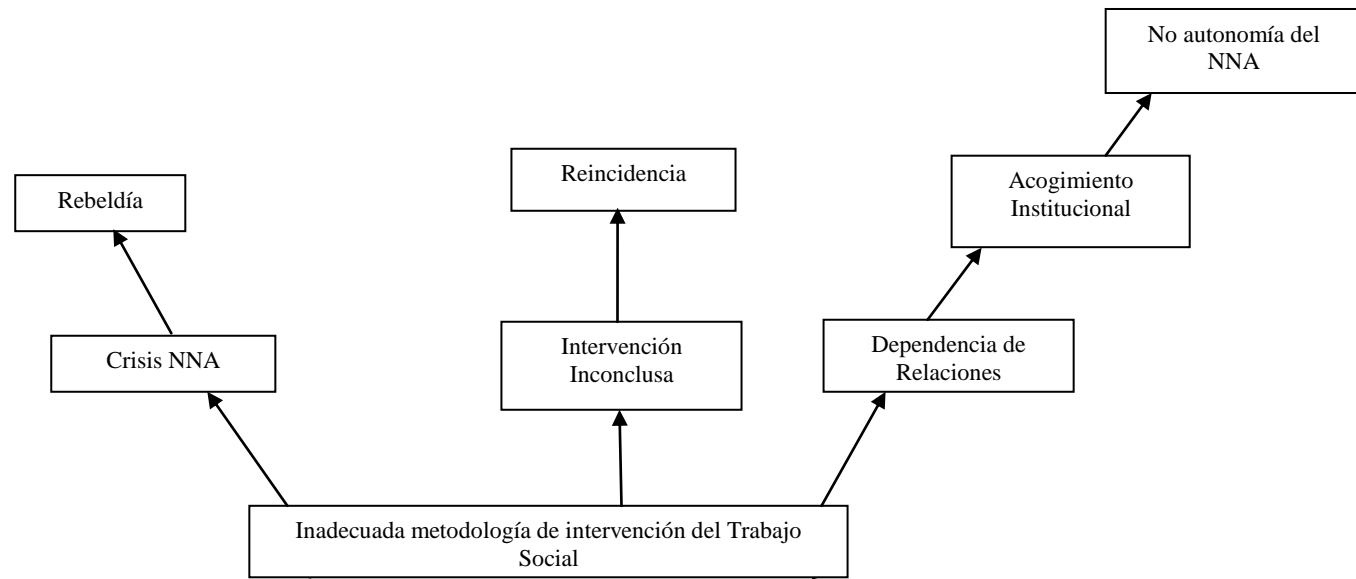 No autonomía del
NNA
Reincidencia
Acogimiento
Institucional
Rebeldía
Crisis NNA
Intervención
Inconclusa
Dependencia de
Relaciones
Inadecuada metodología de intervención del Trabajo
Social